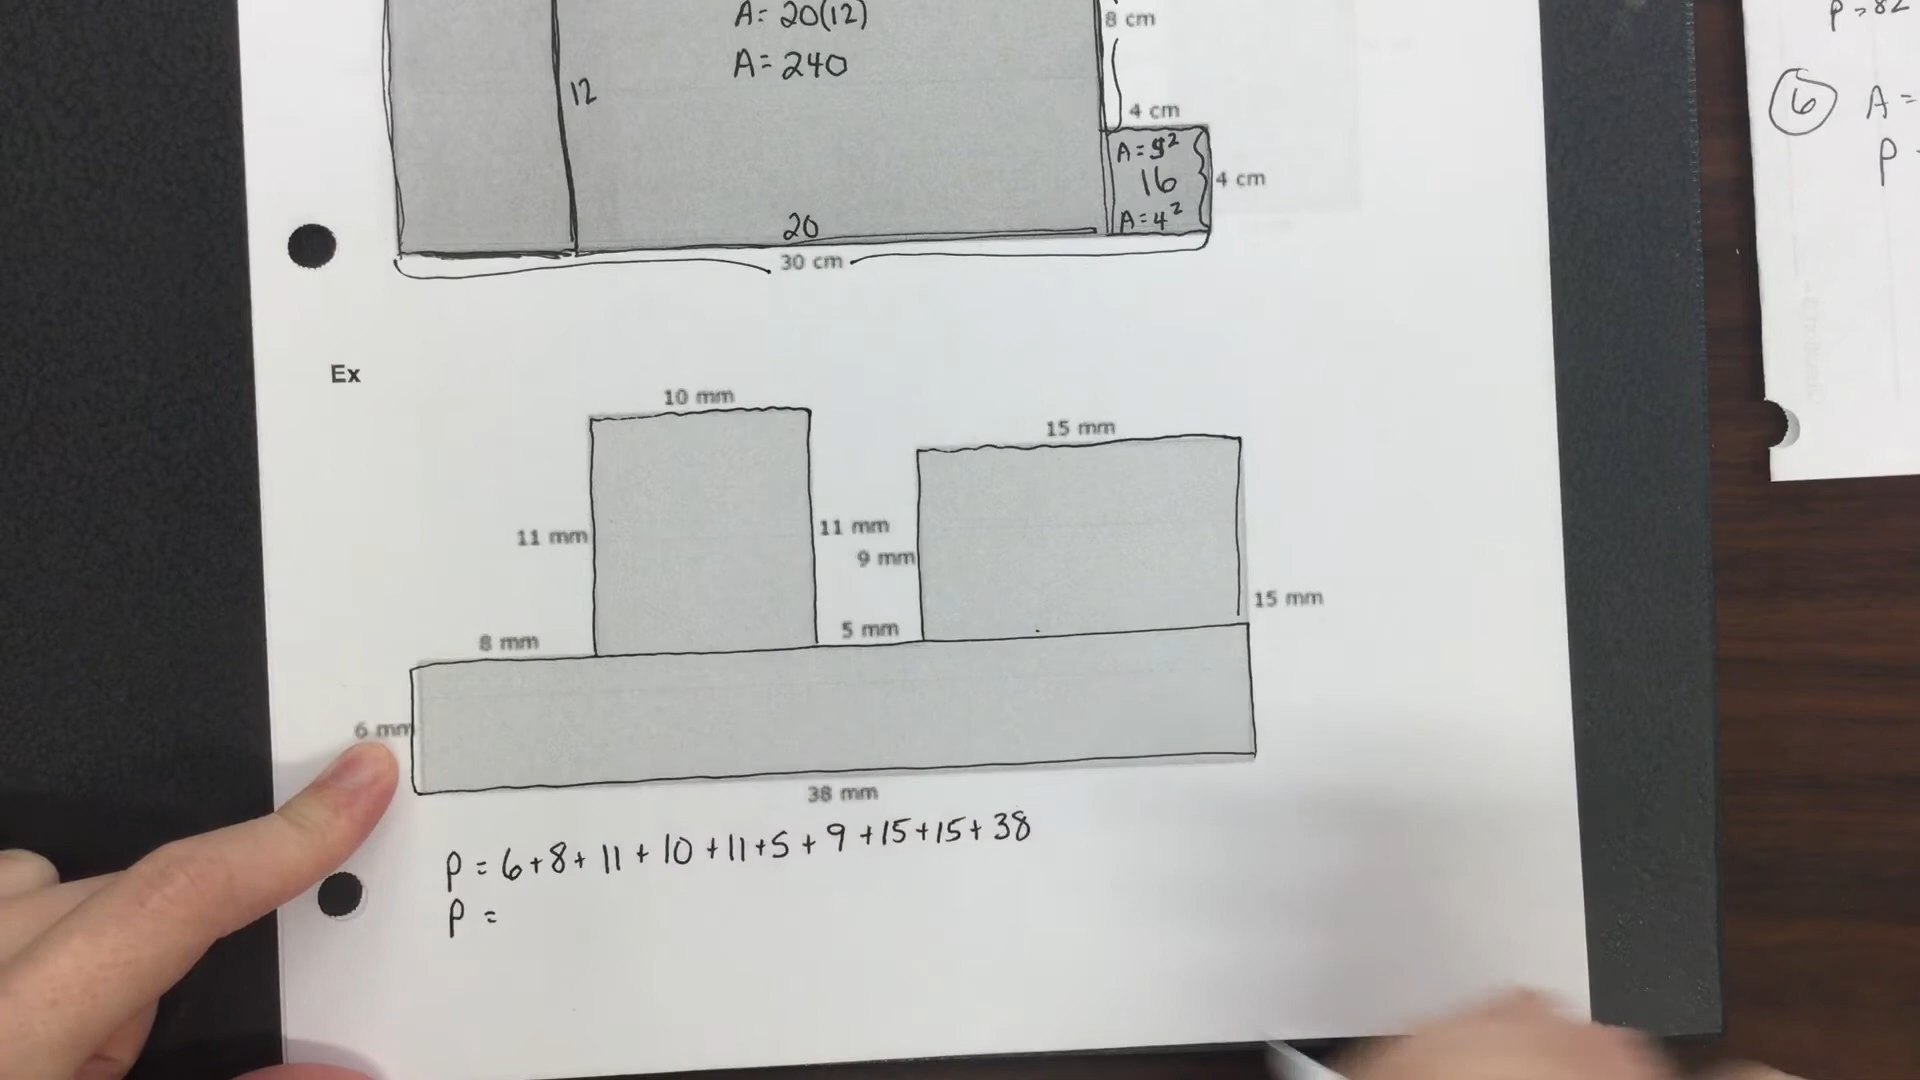 A = 20(12)
A = 240
8 cm
12
4 cm
16
A = 4²
4 cm
20
30 cm
P = 82
6 A =
P
Ex
10 mm
15 mm
11 mm
11 mm
9 mm
15 mm
8 mm
5 mm
6 mm
38 mm
P = 6+8+11+10+11+5+9+15+15+38
P =